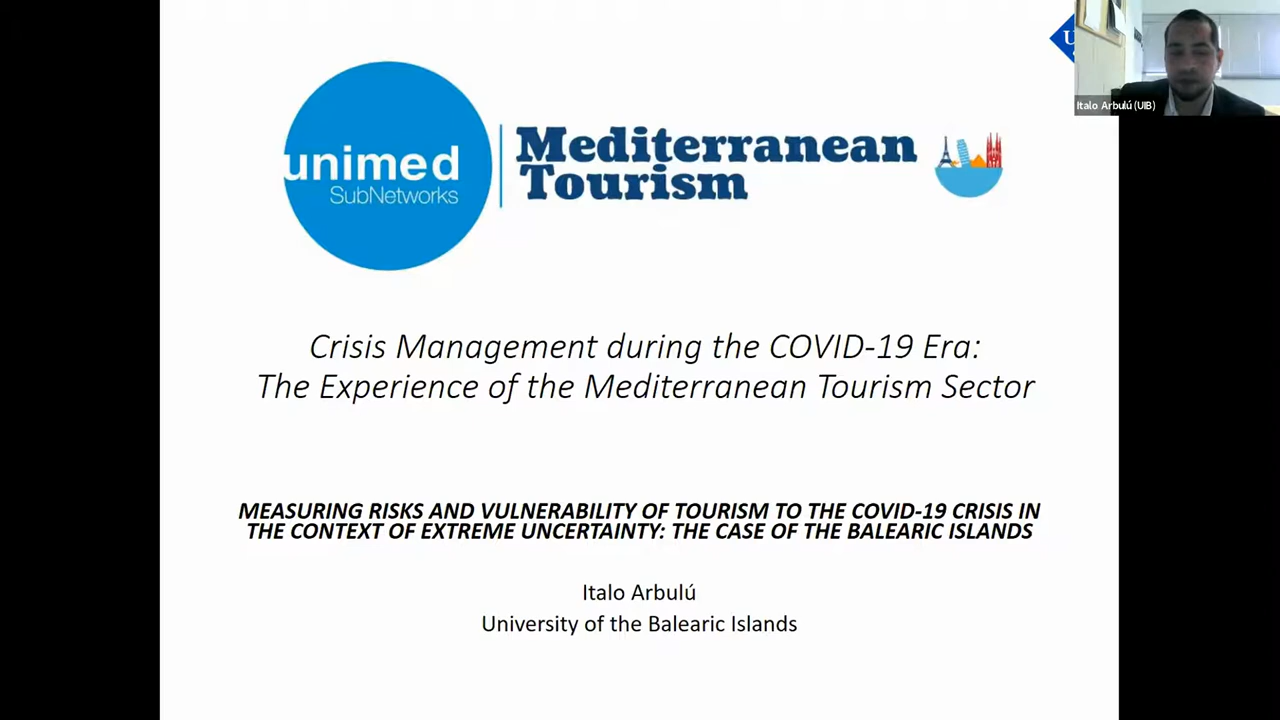 U
Italo Arbulú (UIB)
unimed
SubNetworks
Mediterranean
Tourism
Crisis Management during the COVID-19 Era:
The Experience of the Mediterranean Tourism Sector
MEASURING RISKS AND VULNERABILITY OF TOURISM TO THE COVID-19 CRISIS IN
THE CONTEXT OF EXTREME UNCERTAINTY: THE CASE OF THE BALEARIC ISLANDS
Italo Arbulú
University of the Balearic Islands